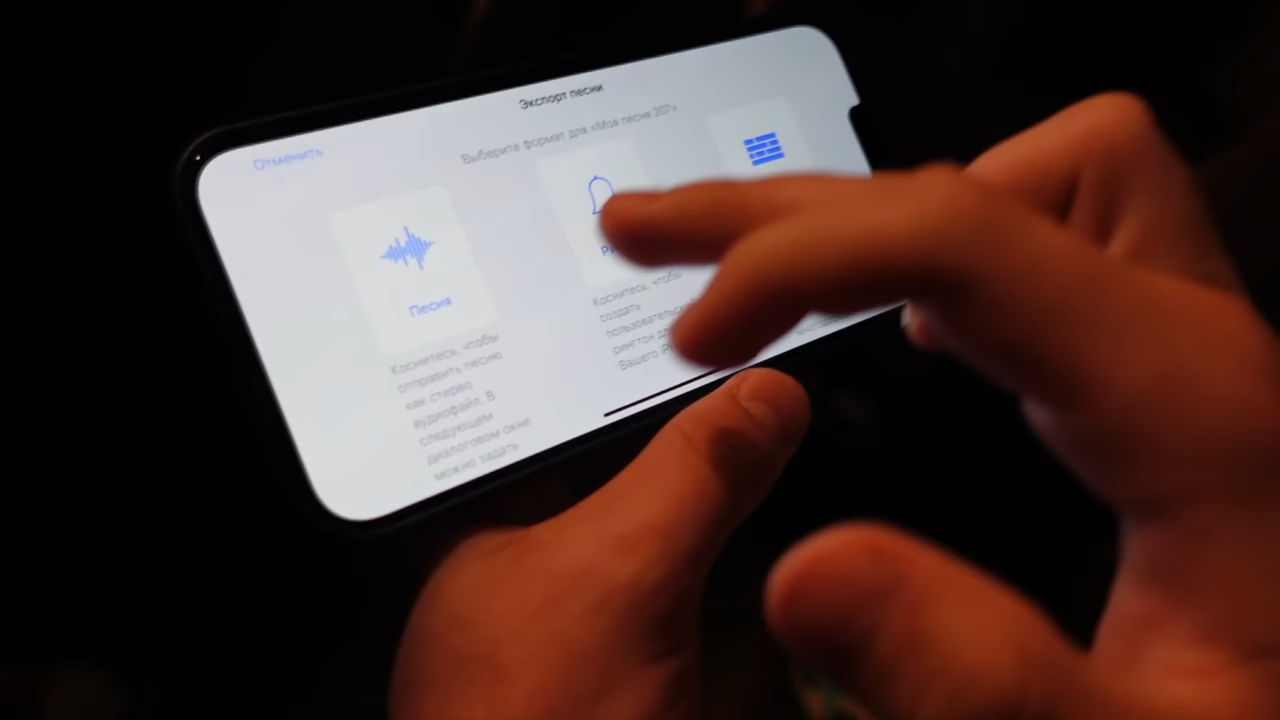 Экспорт песни
Отменить
Выберите формат для «Моя песня 207»
Песня
Коснитесь, чтобы
отправить песню
как стерео
аудиофайл. В
следующем
диалоговом окне
можно задать
Коснитесь, чтобы
создать
рингтон
Вашего